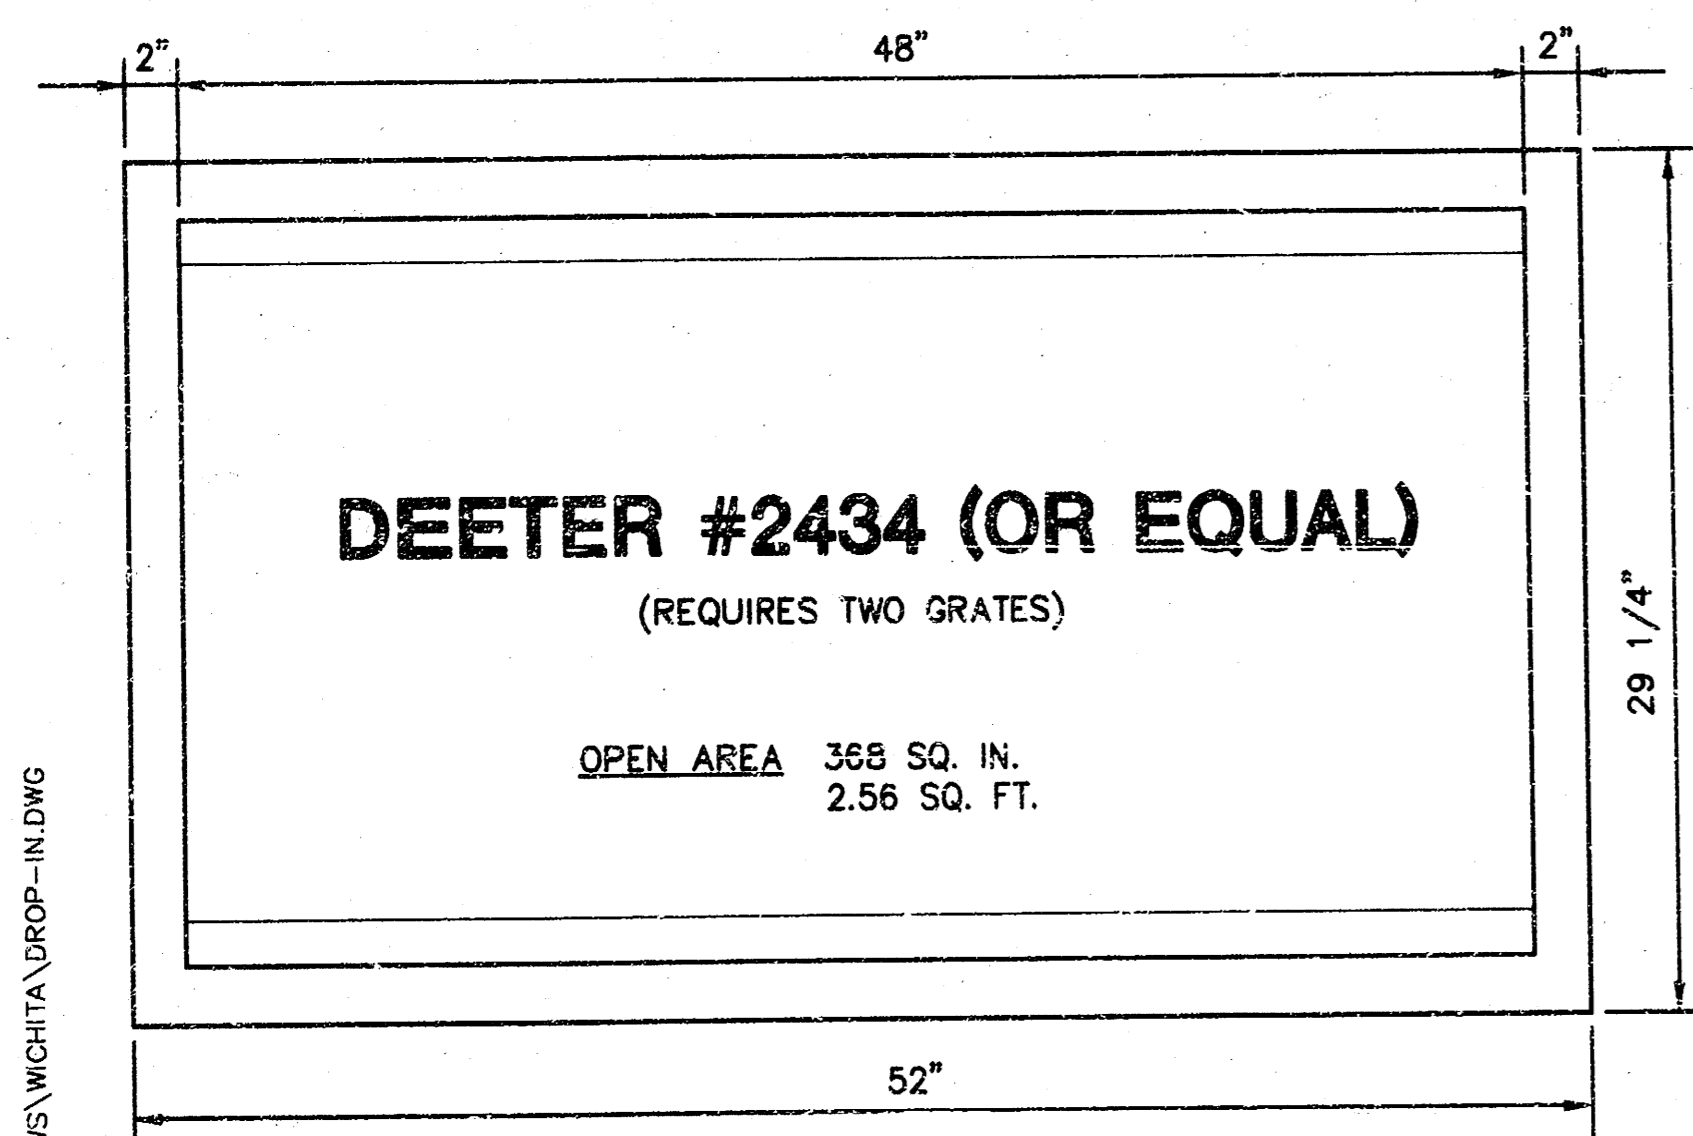 2" 48" 2"
DEETER #2434 (OR EQUAL)
(REQUIRES TWO GRATES)
29 1/4"
OPEN AREA 368 SQ. IN.
2.56 SQ. FT.
52"
\WICHITA\DROP-IN.DWG